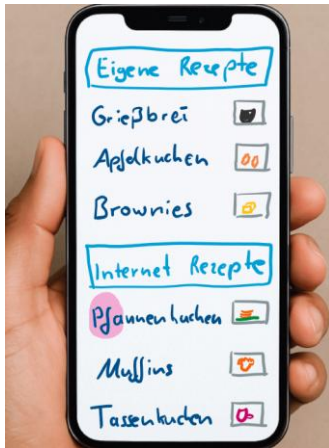 Eigene Rezepte
Grießbrei
Apfelkuchen
Brownies
Internet Rezepte
Pfannenkuchen
Muffins
Tassenkuchen